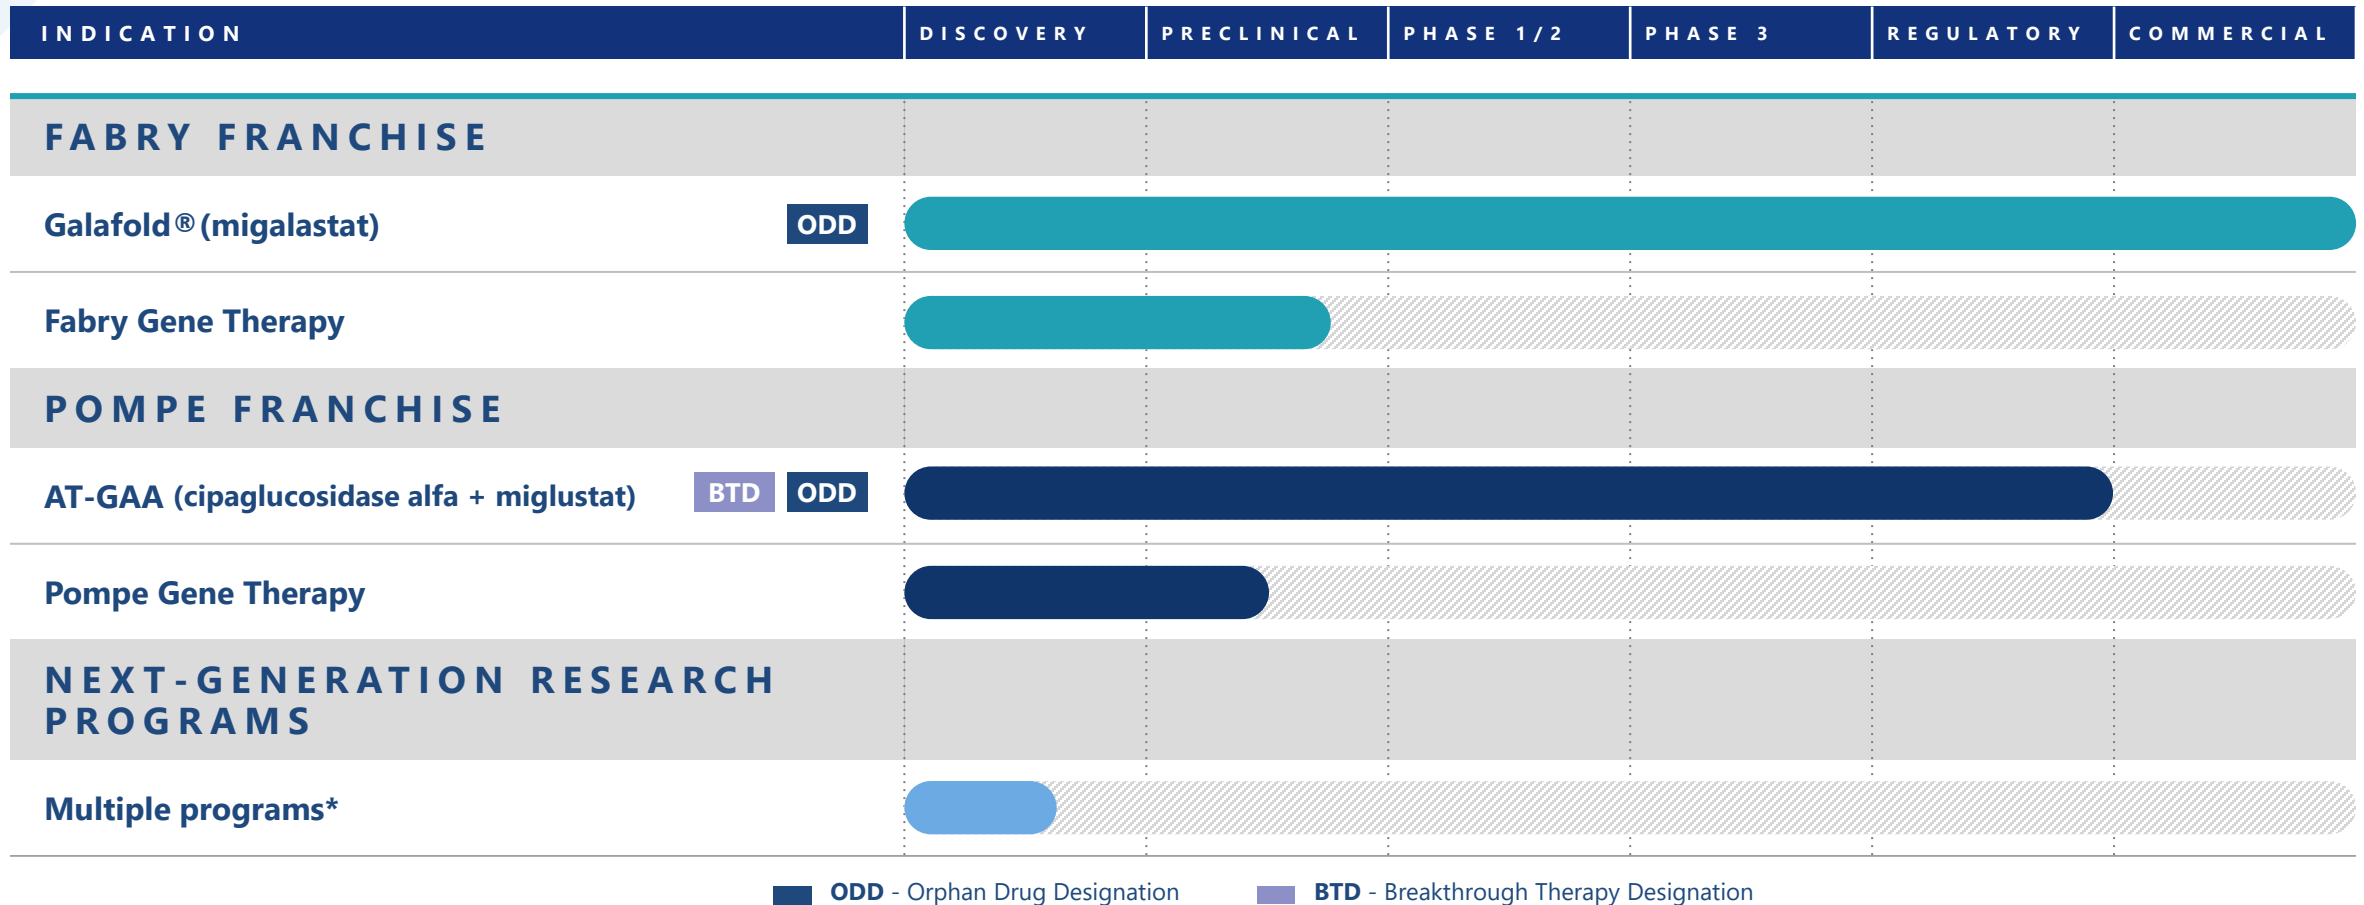 INDICATION DISCOVERY PRECLINICAL PHASE 1/2 PHASE 3 REGULATORY COMMERCIAL
FABRY FRANCHISE
Galafold® (migalastat) ODD
Fabry Gene Therapy
POMPE FRANCHISE
AT-GAA (cipaglucosidase alfa + miglustat) BTD ODD
Pompe Gene Therapy
NEXT-GENERATION RESEARCH
PROGRAMS
Multiple programs*
ODD - Orphan Drug Designation BTD - Breakthrough Therapy Designation